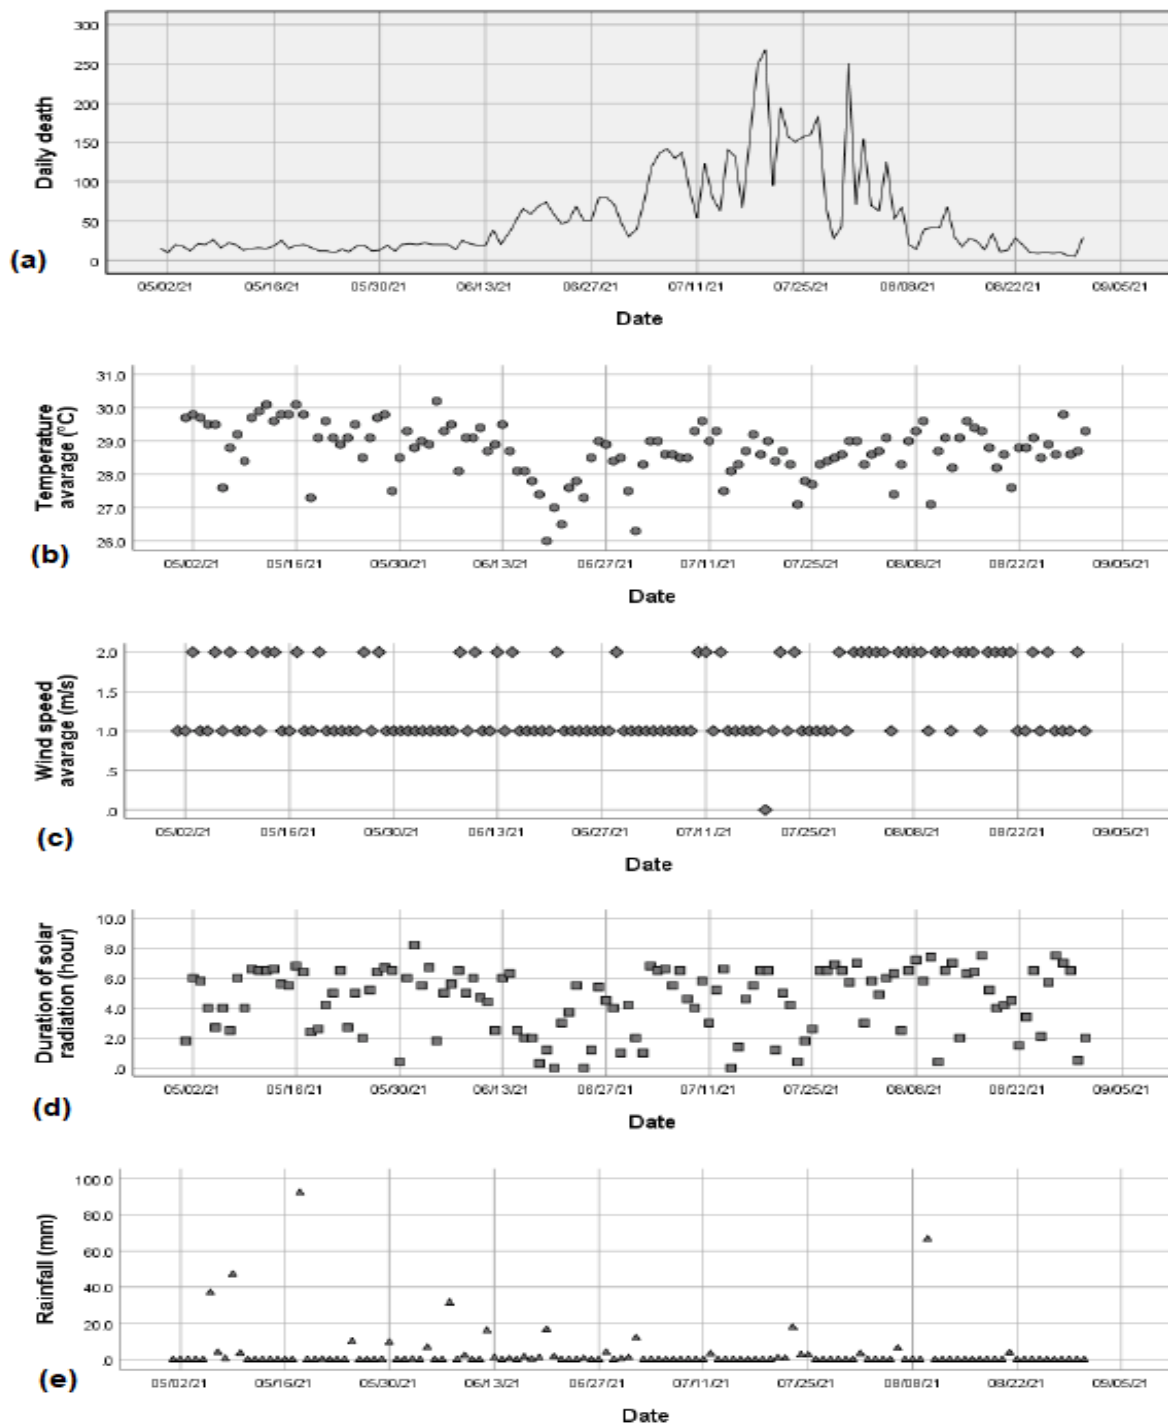 300
250
200
150
100
50
0
Daily death
(a)
05/02/21 05/16/21 05/30/21 06/13/21 06/27/21 07/11/21 07/25/21 08/08/21 08/22/21 09/05/21
Date
31.0
30.0
29.0
28.0
27.0
26.0
Temperature
avarage (°C)
(b)
05/02/21 05/16/21 05/30/21 06/13/21 06/27/21 07/11/21 07/25/21 08/08/21 08/22/21 09/05/21
Date
2.0
1.5
1.0
.5
.0
Wind speed
avarage (m/s)
(c)
05/02/21 05/16/21 05/30/21 06/13/21 06/27/21 07/11/21 07/25/21 08/08/21 08/22/21 09/05/21
Date
10.0
8.0
6.0
4.0
2.0
.0
Duration of solar
radiation (hour)
(d)
05/02/21 05/16/21 05/30/21 06/13/21 06/27/21 07/11/21 07/25/21 08/08/21 08/22/21 09/05/21
Date
100.0
80.0
60.0
40.0
20.0
.0
Rainfall (mm)
(e)
05/02/21 05/16/21 05/30/21 06/13/21 06/27/21 07/11/21 07/25/21 08/08/21 08/22/21 09/05/21
Date